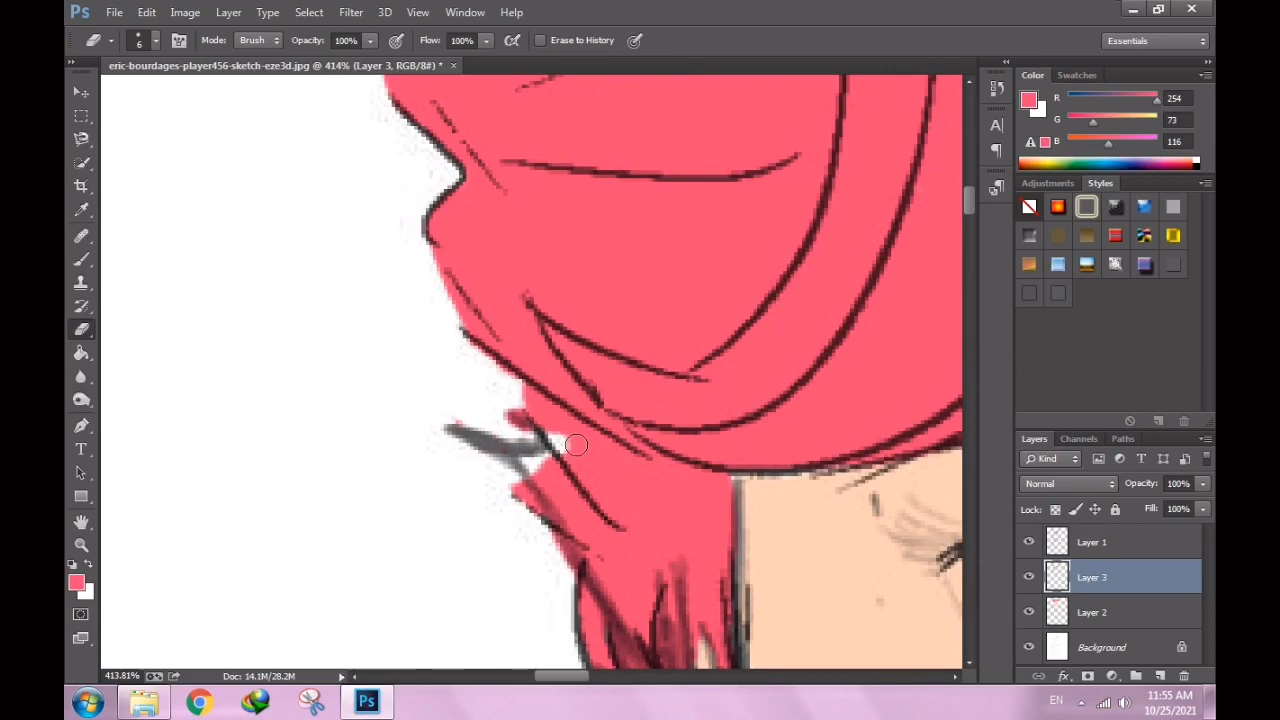 Ps File Edit Image Layer Type Select Filter 3D View Window Help
6 Mode: Brush Opacity: 100% Flow: 100% Erase to History Essentials
eric-bourdages-player456-sketch-eze3d.jpg @ 414% (Layer 3, RGB/8#) * ×
Color Swatches
R 254
G 73
B 116
Adjustments Styles
Layers Channels Paths
Kind
Normal Opacity: 100%
Lock: Fill: 100%
Layer 1
Layer 3
Layer 2
Background
413.81% Doc: 14.1M/28.2M
Ps EN 11:55 AM
10/25/2021